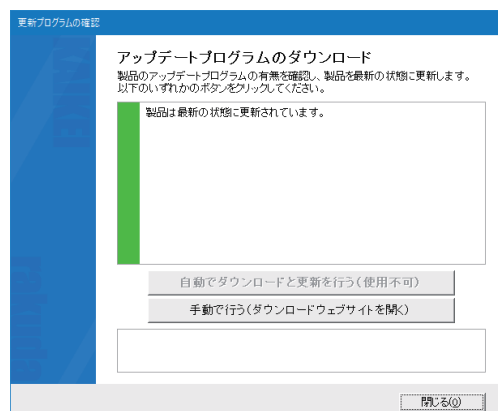 更新プログラムの確認
アップデートプログラムのダウンロード
製品のアップデートプログラムの有無を確認し、製品を最新の状態に更新します。
以下のいずれかのボタンをクリックしてください。
製品は最新の状態に更新されています。
自動でダウンロードと更新を行う(使用不可)
手動で行う(ダウンロードウェブサイトを開く)
KAIKEI
rakuda
閉じる(O)